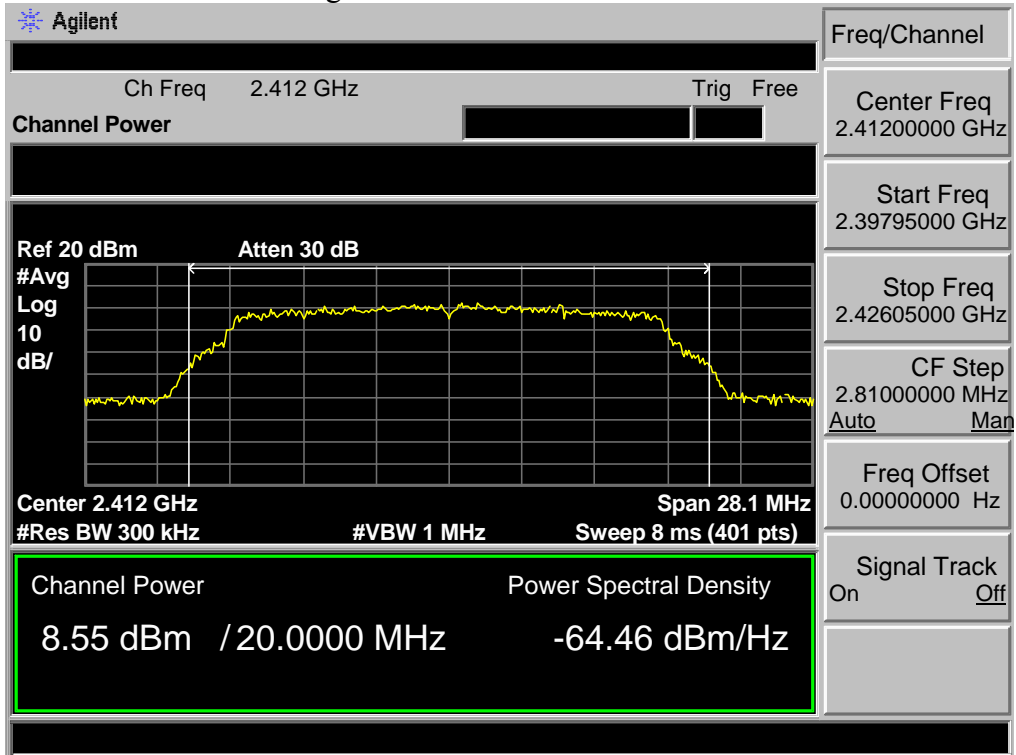 Agilent
Freq/Channel
Ch Freq 2.412 GHz Trig Free
Channel Power
Center Freq
2.41200000 GHz
Start Freq
2.39795000 GHz
Ref 20 dBm Atten 30 dB
#Avg
Log
10
dB/
Stop Freq
2.42605000 GHz
CF Step
2.81000000 MHz
Auto Man
Center 2.412 GHz Span 28.1 MHz
#Res BW 300 kHz #VBW 1 MHz Sweep 8 ms (401 pts)
Freq Offset
0.00000000 Hz
Channel Power Power Spectral Density
8.55 dBm / 20.0000 MHz -64.46 dBm/Hz
Signal Track
On Off